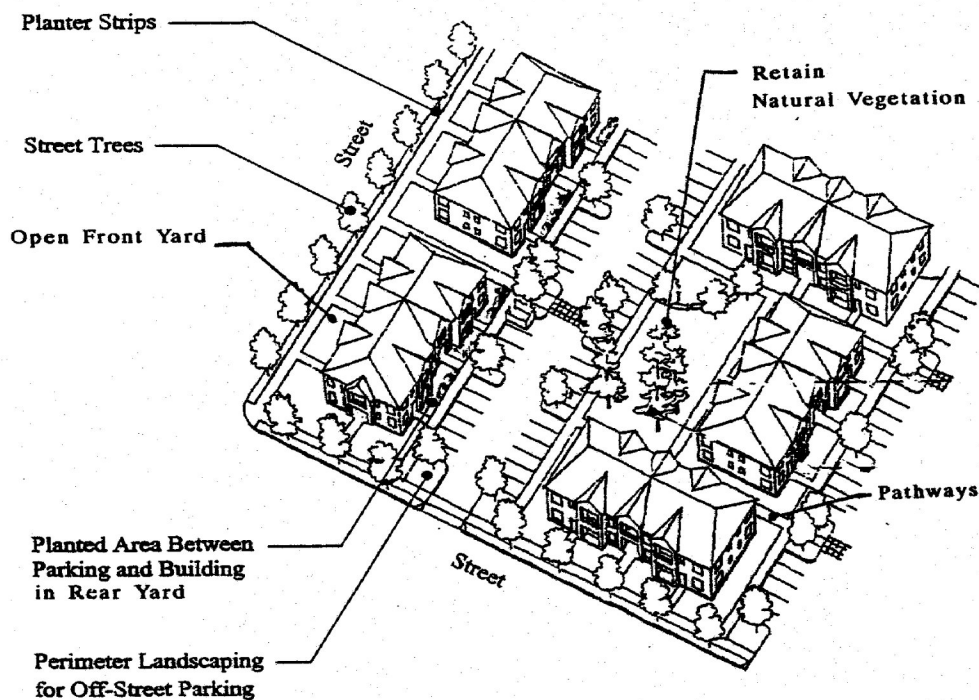 Planter Strips
Street Trees
Open Front Yard
Street
Retain
Natural Vegetation
Pathways
Planted Area Between
Parking and Building
in Rear Yard
Street
Perimeter Landscaping
for Off-Street Parking